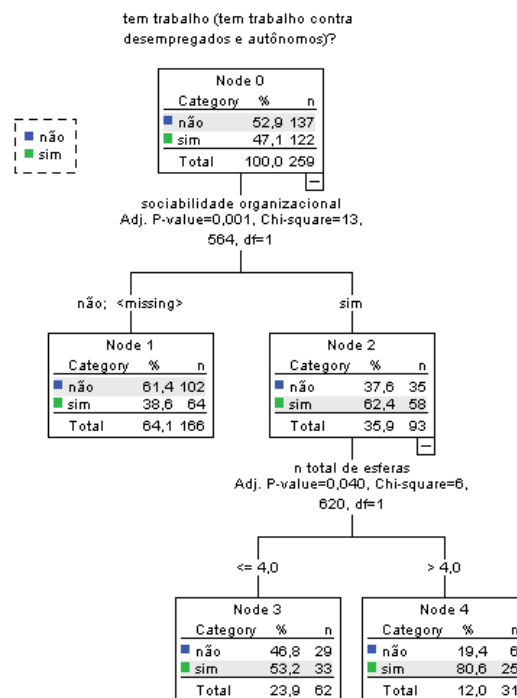 tem trabalho (tem trabalho contra
desempregados e autônomos)?
não
sim
Node 0
Category % n
não 52,9 137
sim 47,1 122
Total 100,0 259
sociabilidade organizacional
Adj. P-value=0,001, Chi-square=13,
564, df=1
não; <missing>
sim
Node 1
Category % n
não 61,4 102
sim 38,6 64
Total 64,1 166
Node 2
Category % n
não 37,6 35
sim 62,4 58
Total 35,9 93
n total de esferas
Adj. P-value=0,040, Chi-square=6,
620, df=1
<= 4,0
> 4,0
Node 3
Category % n
não 46,8 29
sim 53,2 33
Total 23,9 62
Node 4
Category % n
não 19,4 6
sim 80,6 25
Total 12,0 31